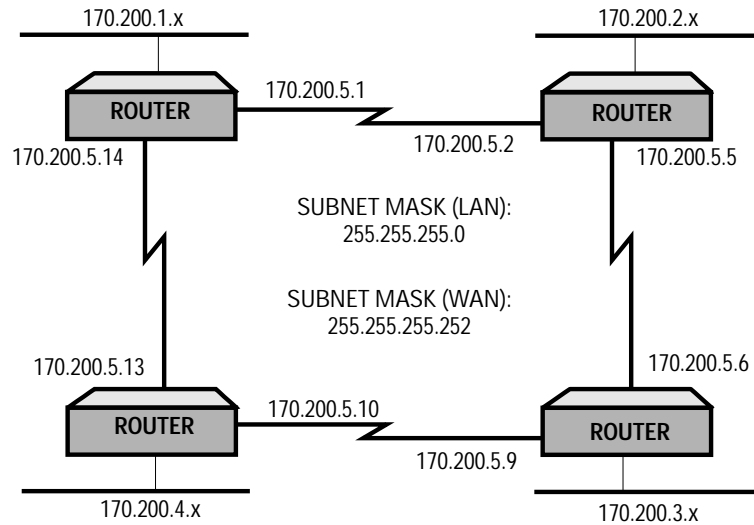 170.200.1.x
170.200.2.x
ROUTER
170.200.5.1
ROUTER
170.200.5.14
170.200.5.2
170.200.5.5
SUBNET MASK (LAN):
255.255.255.0
SUBNET MASK (WAN):
255.255.255.252
170.200.5.13
170.200.5.6
ROUTER
170.200.5.10
ROUTER
170.200.5.9
170.200.4.x
170.200.3.x